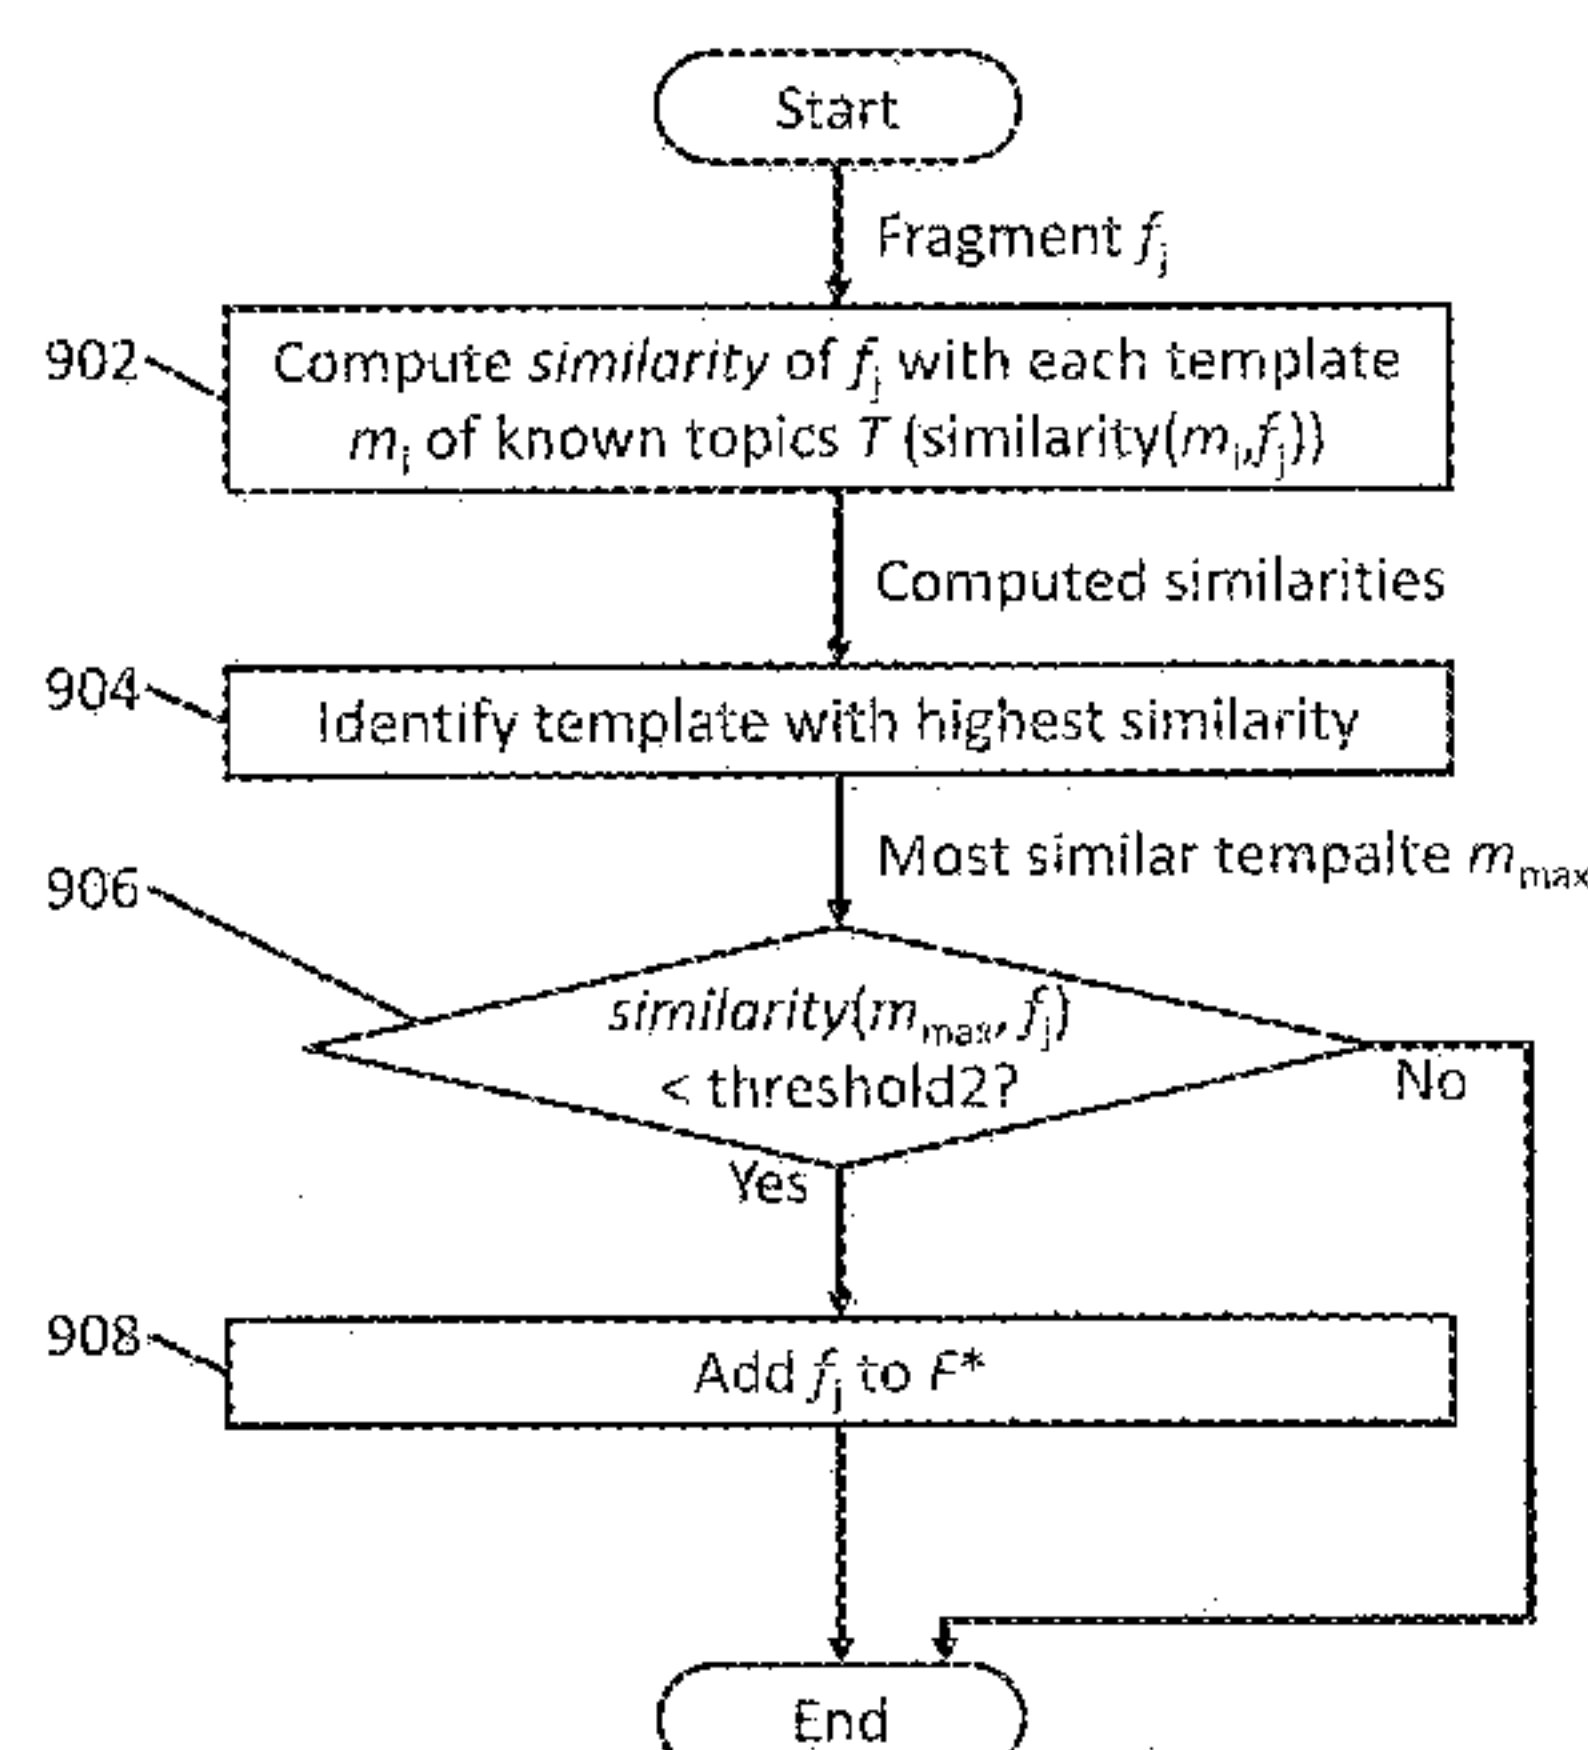 Start
Fragment fj
902
Compute similarity of fj with each template
mi of known topics T (similarity(mi,fj))
Computed similarities
904
Identify template with highest similarity
Most similar tempalte mmax
906
similarity(mmax, fj)
< threshold2?
No
Yes
908
Add fj to F*
End